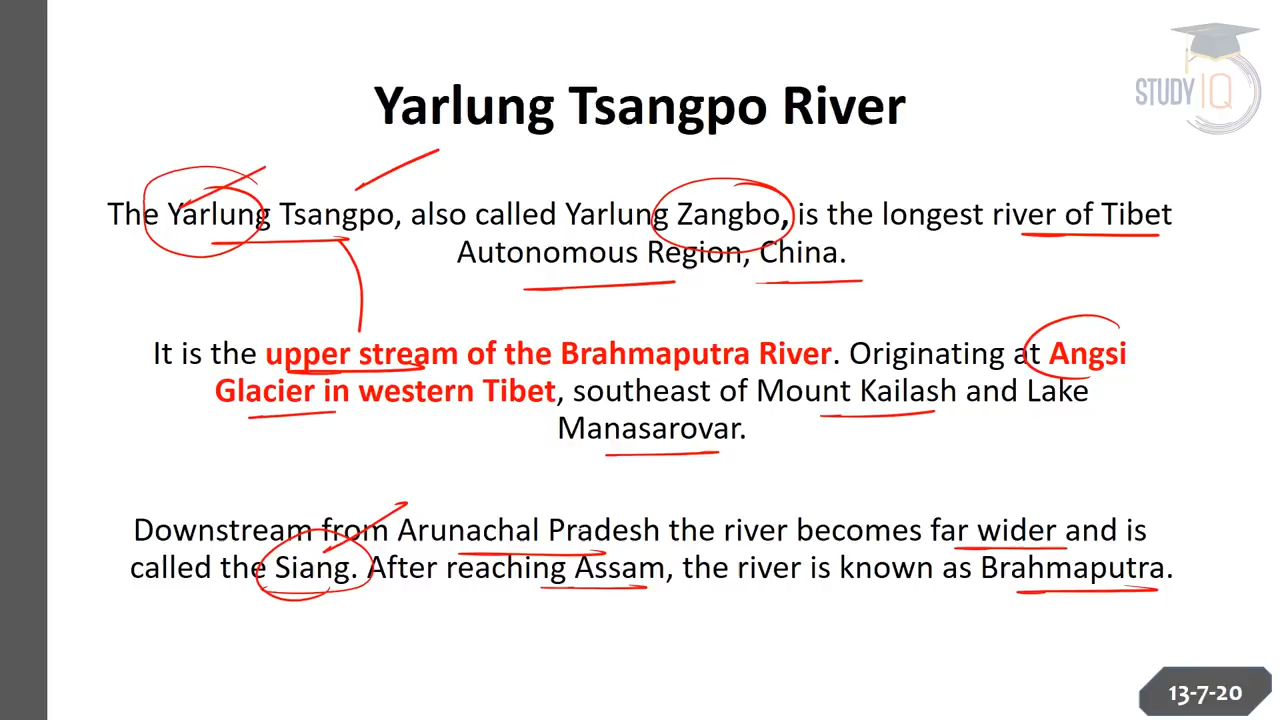 STUDY IQ
Yarlung Tsangpo River
The Yarlung Tsangpo, also called Yarlung Zangbo, is the longest river of Tibet
Autonomous Region, China.
It is the upper stream of the Brahmaputra River. Originating at Angsi
Glacier in western Tibet, southeast of Mount Kailash and Lake
Manasarovar.
Downstream from Arunachal Pradesh the river becomes far wider and is
called the Siang. After reaching Assam, the river is known as Brahmaputra.
13-7-20